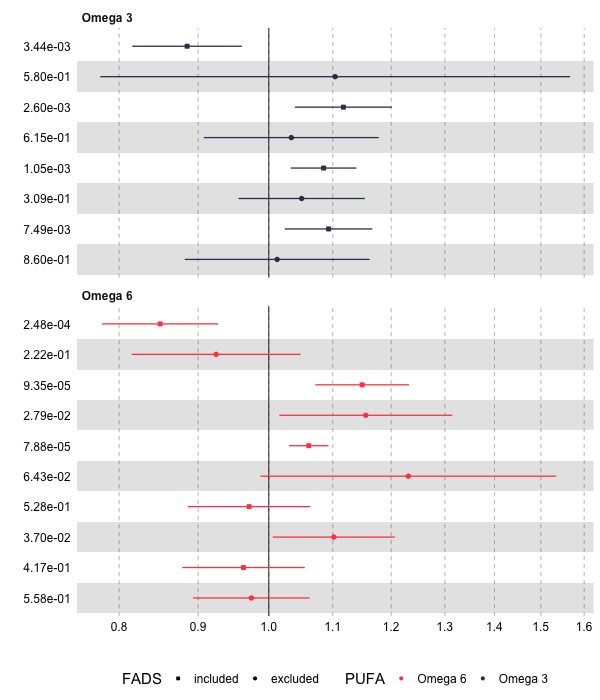 Omega 3
3.44e-03
5.80e-01
2.60e-03
6.15e-01
1.05e-03
3.09e-01
7.49e-03
8.60e-01
Omega 6
2.48e-04
2.22e-01
9.35e-05
2.79e-02
7.88e-05
6.43e-02
5.28e-01
3.70e-02
4.17e-01
5.58e-01
0.8 0.9 1.0 1.1 1.2 1.3 1.4 1.5 1.6
FADS included excluded PUFA Omega 6 Omega 3